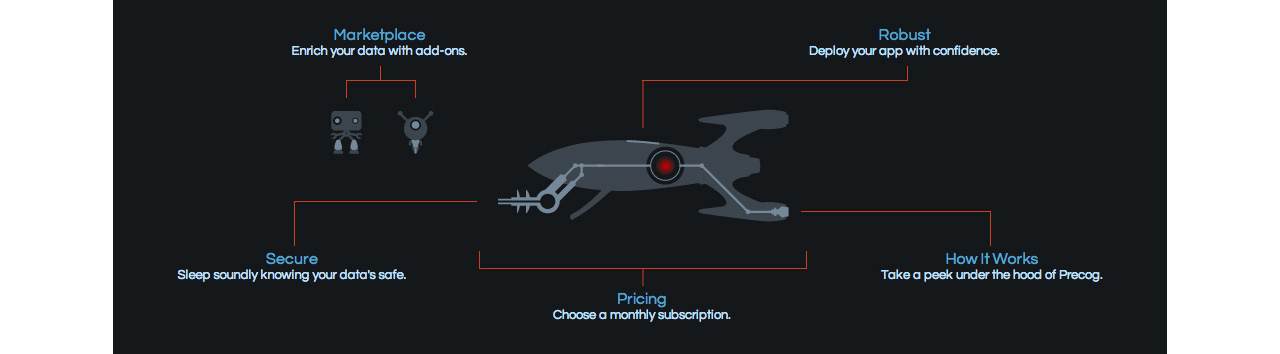 Marketplace
Enrich your data with add-ons.
Robust
Deploy your app with confidence.
Secure
Sleep soundly knowing your data's safe.
How It Works
Take a peek under the hood of Precog.
Pricing
Choose a monthly subscription.